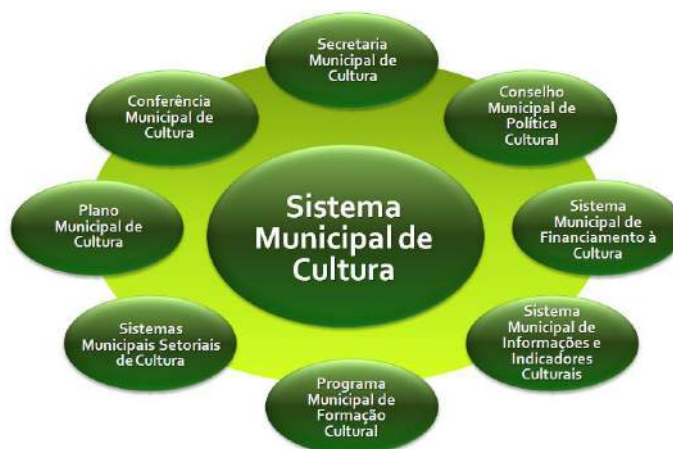 Secretaria
Municipal de
Cultura
Conselho
Municipal de
Política
Cultural
Sistema
Municipal de
Financiamento à
Cultura
Sistema
Municipal de
Informações e
Indicadores
Culturais
Programa
Municipal de
Formação
Cultural
Sistemas
Municipais Setoriais
de Cultura
Plano
Municipal de
Cultura
Conferência
Municipal de
Cultura
Sistema
Municipal de
Cultura